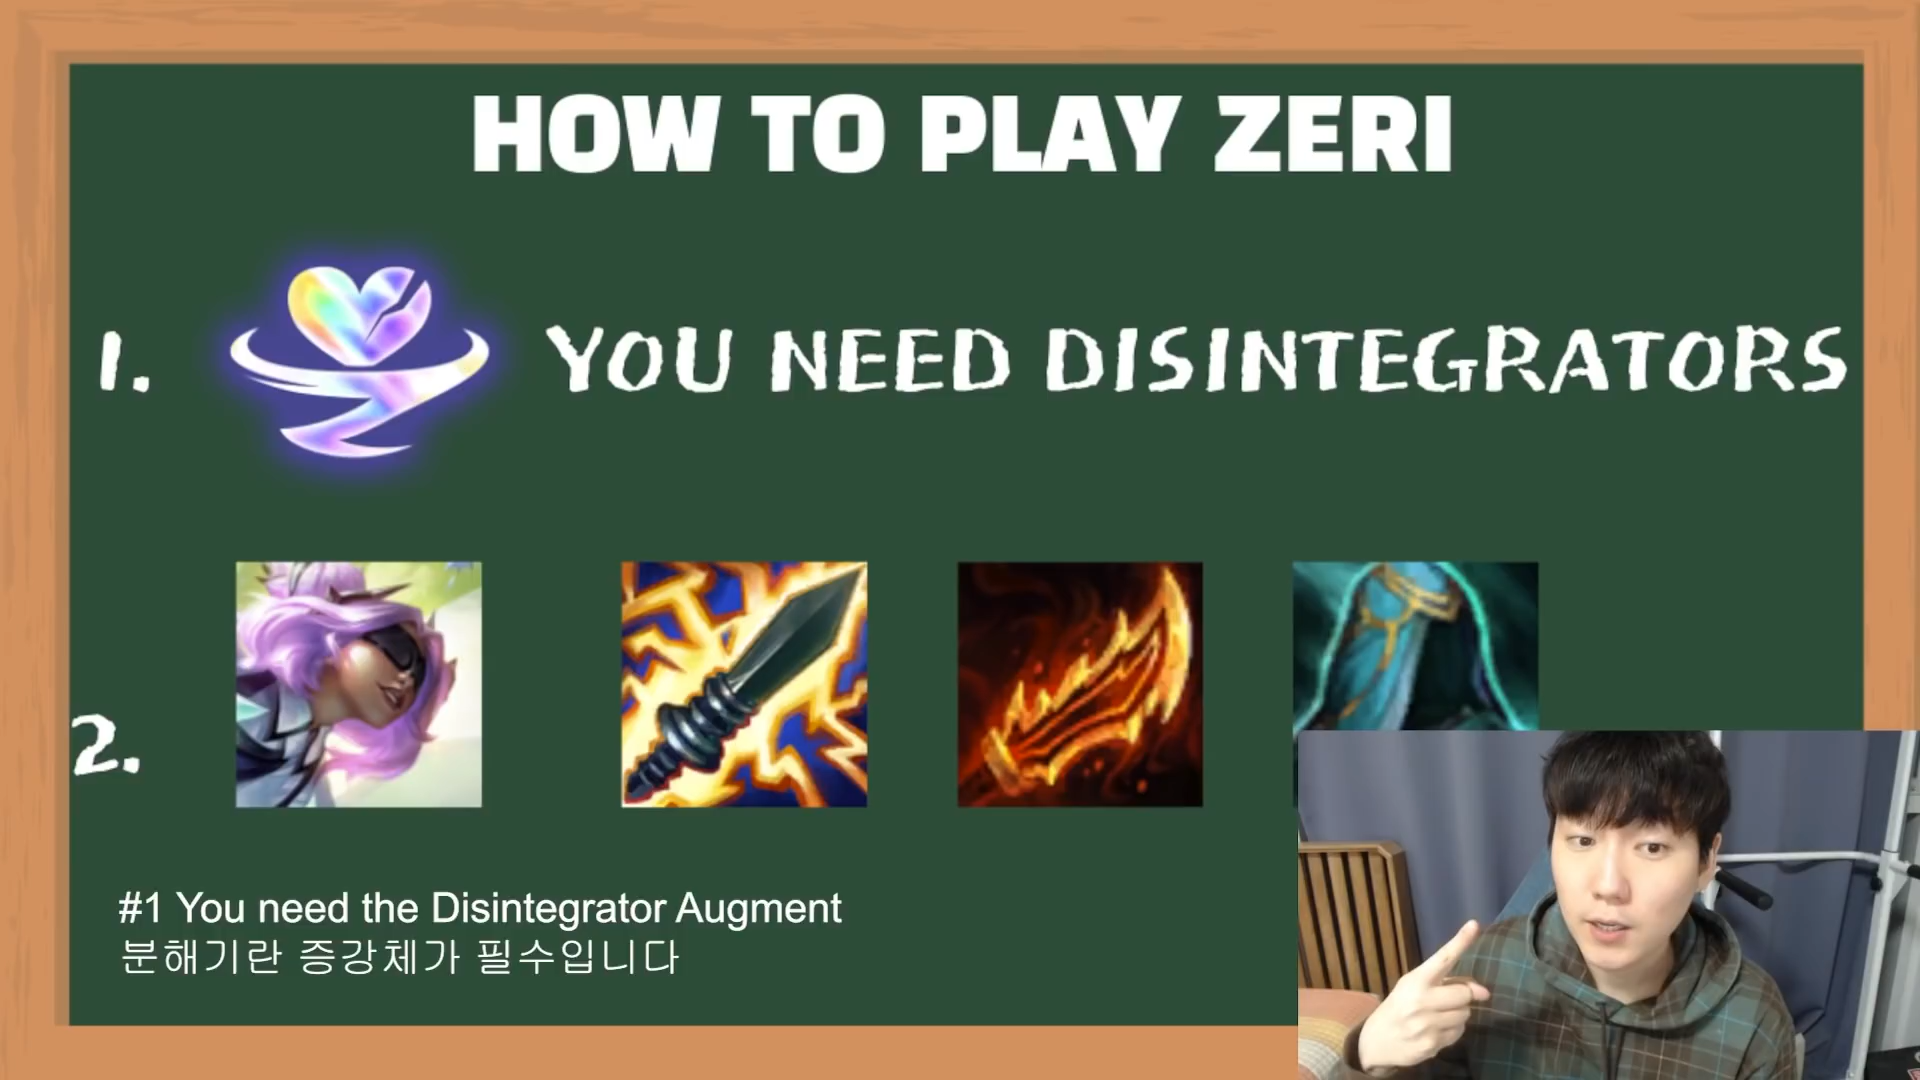 HOW TO PLAY ZERI
1. YOU NEED DISINTEGRATORS
2.
#1 You need the Disintegrator Augment
분해기란 증강체가 필수입니다